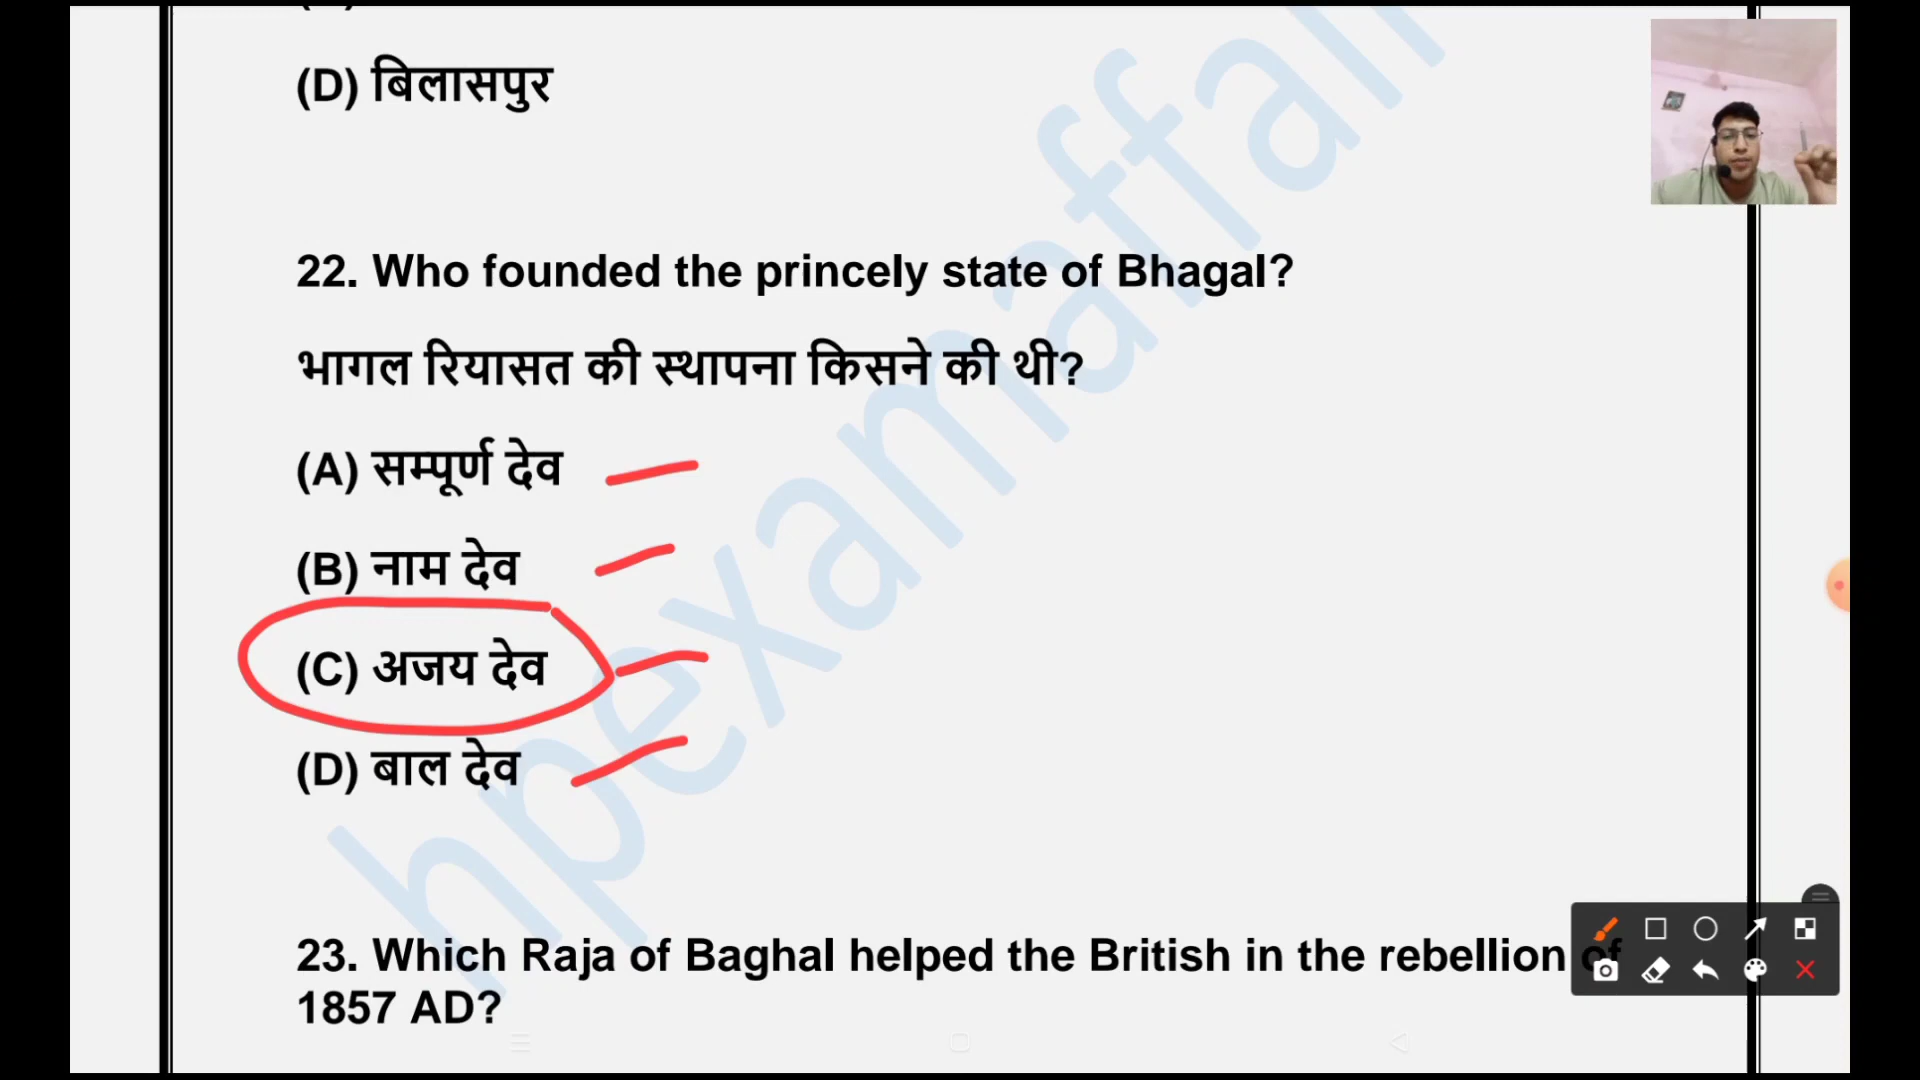 (D) बिलासपुर
22. Who founded the princely state of Bhagal?
भागल रियासत की स्थापना किसने की थी?
(A) सम्पूर्ण देव
(B) नाम देव
(C) अजय देव
(D) बाल देव
23. Which Raja of Baghal helped the British in the rebellion of
1857 AD?
hpexamaffai